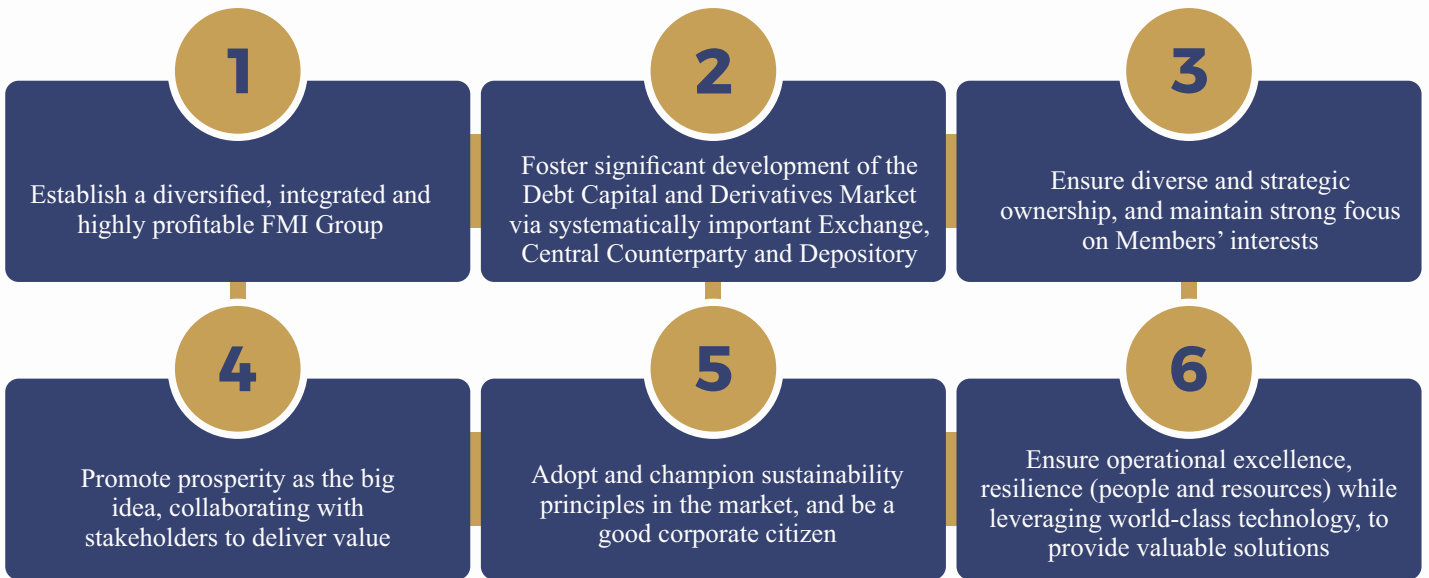 1
Establish a diversified, integrated and
highly profitable FMI Group
2
Foster significant development of the
Debt Capital and Derivatives Market
via systematically important Exchange,
Central Counterparty and Depository
3
Ensure diverse and strategic
ownership, and maintain strong focus
on Members’ interests
4
Promote prosperity as the big
idea, collaborating with
stakeholders to deliver value
5
Adopt and champion sustainability
principles in the market, and be a
good corporate citizen
6
Ensure operational excellence,
resilience (people and resources) while
leveraging world-class technology, to
provide valuable solutions